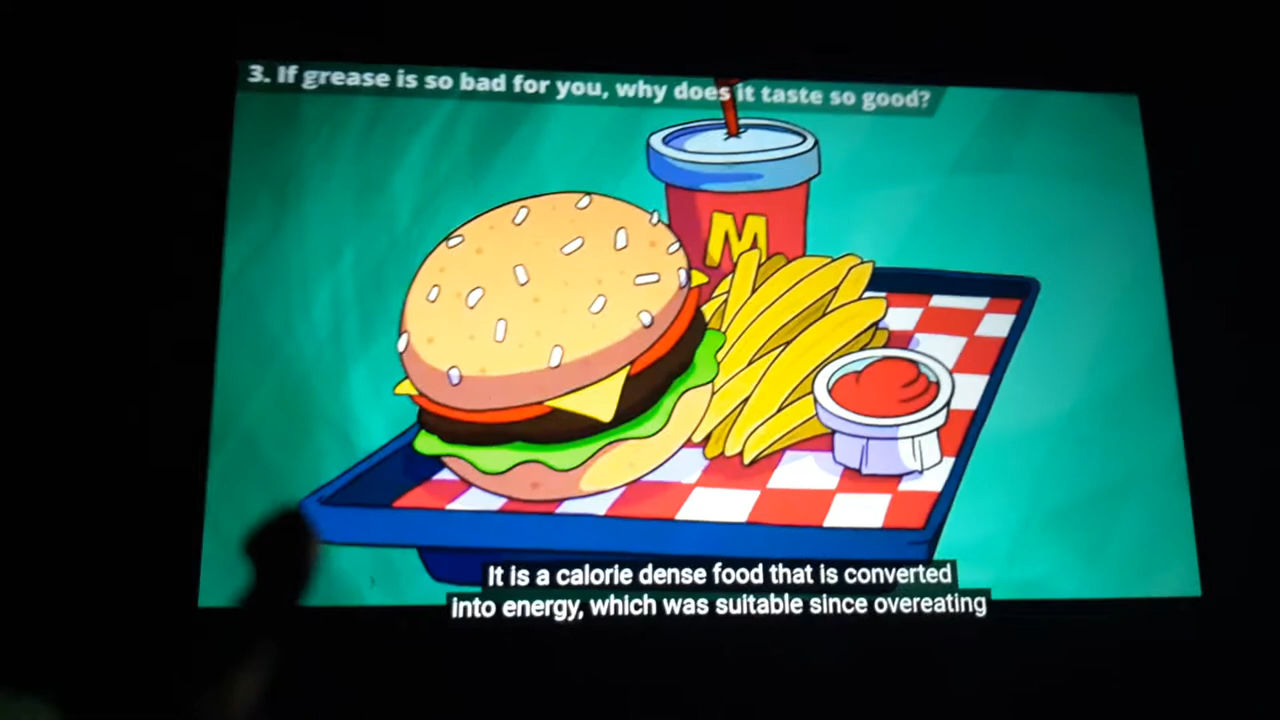 3. If grease is so bad for you, why does it taste so good?
M
It is a calorie dense food that is converted
into energy, which was suitable since overeating